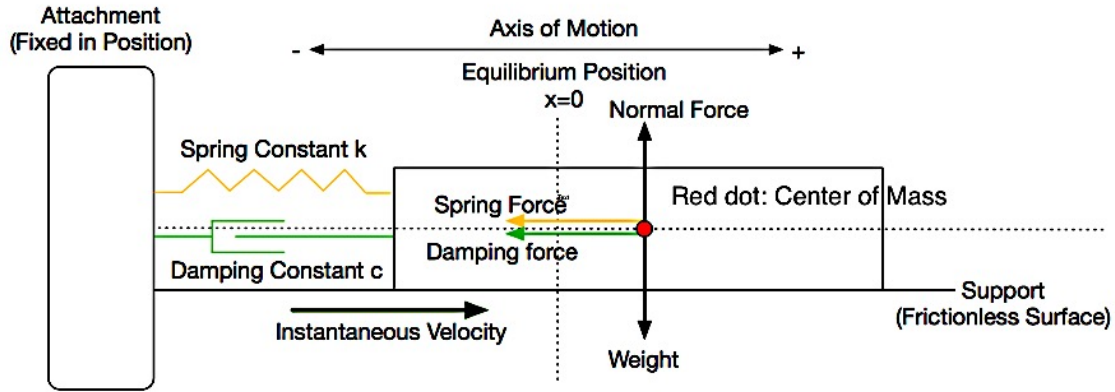 Attachment
(Fixed in Position)
Axis of Motion
- +
Equilibrium Position
x=0
Normal Force
Spring Constant k
Red dot: Center of Mass
Spring Force
Damping force
Damping Constant c
Support
(Frictionless Surface)
Instantaneous Velocity
Weight